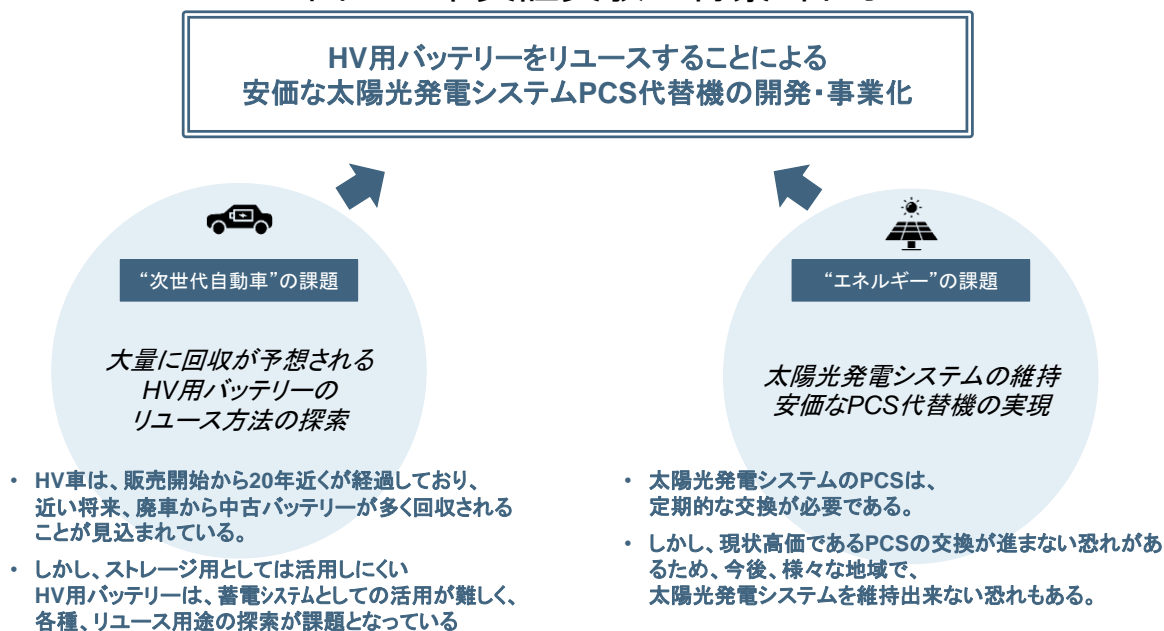 HV用バッテリーをリユースすることによる
安価な太陽光発電システムPCS代替機の開発・事業化
“次世代自動車”の課題
大量に回収が予想される
HV用バッテリーの
リユース方法の探索
・ HV車は、販売開始から20年近くが経過しており、
近い将来、廃車から中古バッテリーが多く回収される
ことが見込まれている。
・ しかし、ストレージ用としては活用しにくい
HV用バッテリーは、蓄電システムとしての活用が難しく、
各種、リユース用途の探索が課題となっている
“エネルギー”の課題
太陽光発電システムの維持
安価なPCS代替機の実現
・ 太陽光発電システムのPCSは、
定期的な交換が必要である。
・ しかし、現状高価であるPCSの交換が進まない恐れがあ
るため、今後、様々な地域で、
太陽光発電システムを維持出来ない恐れもある。